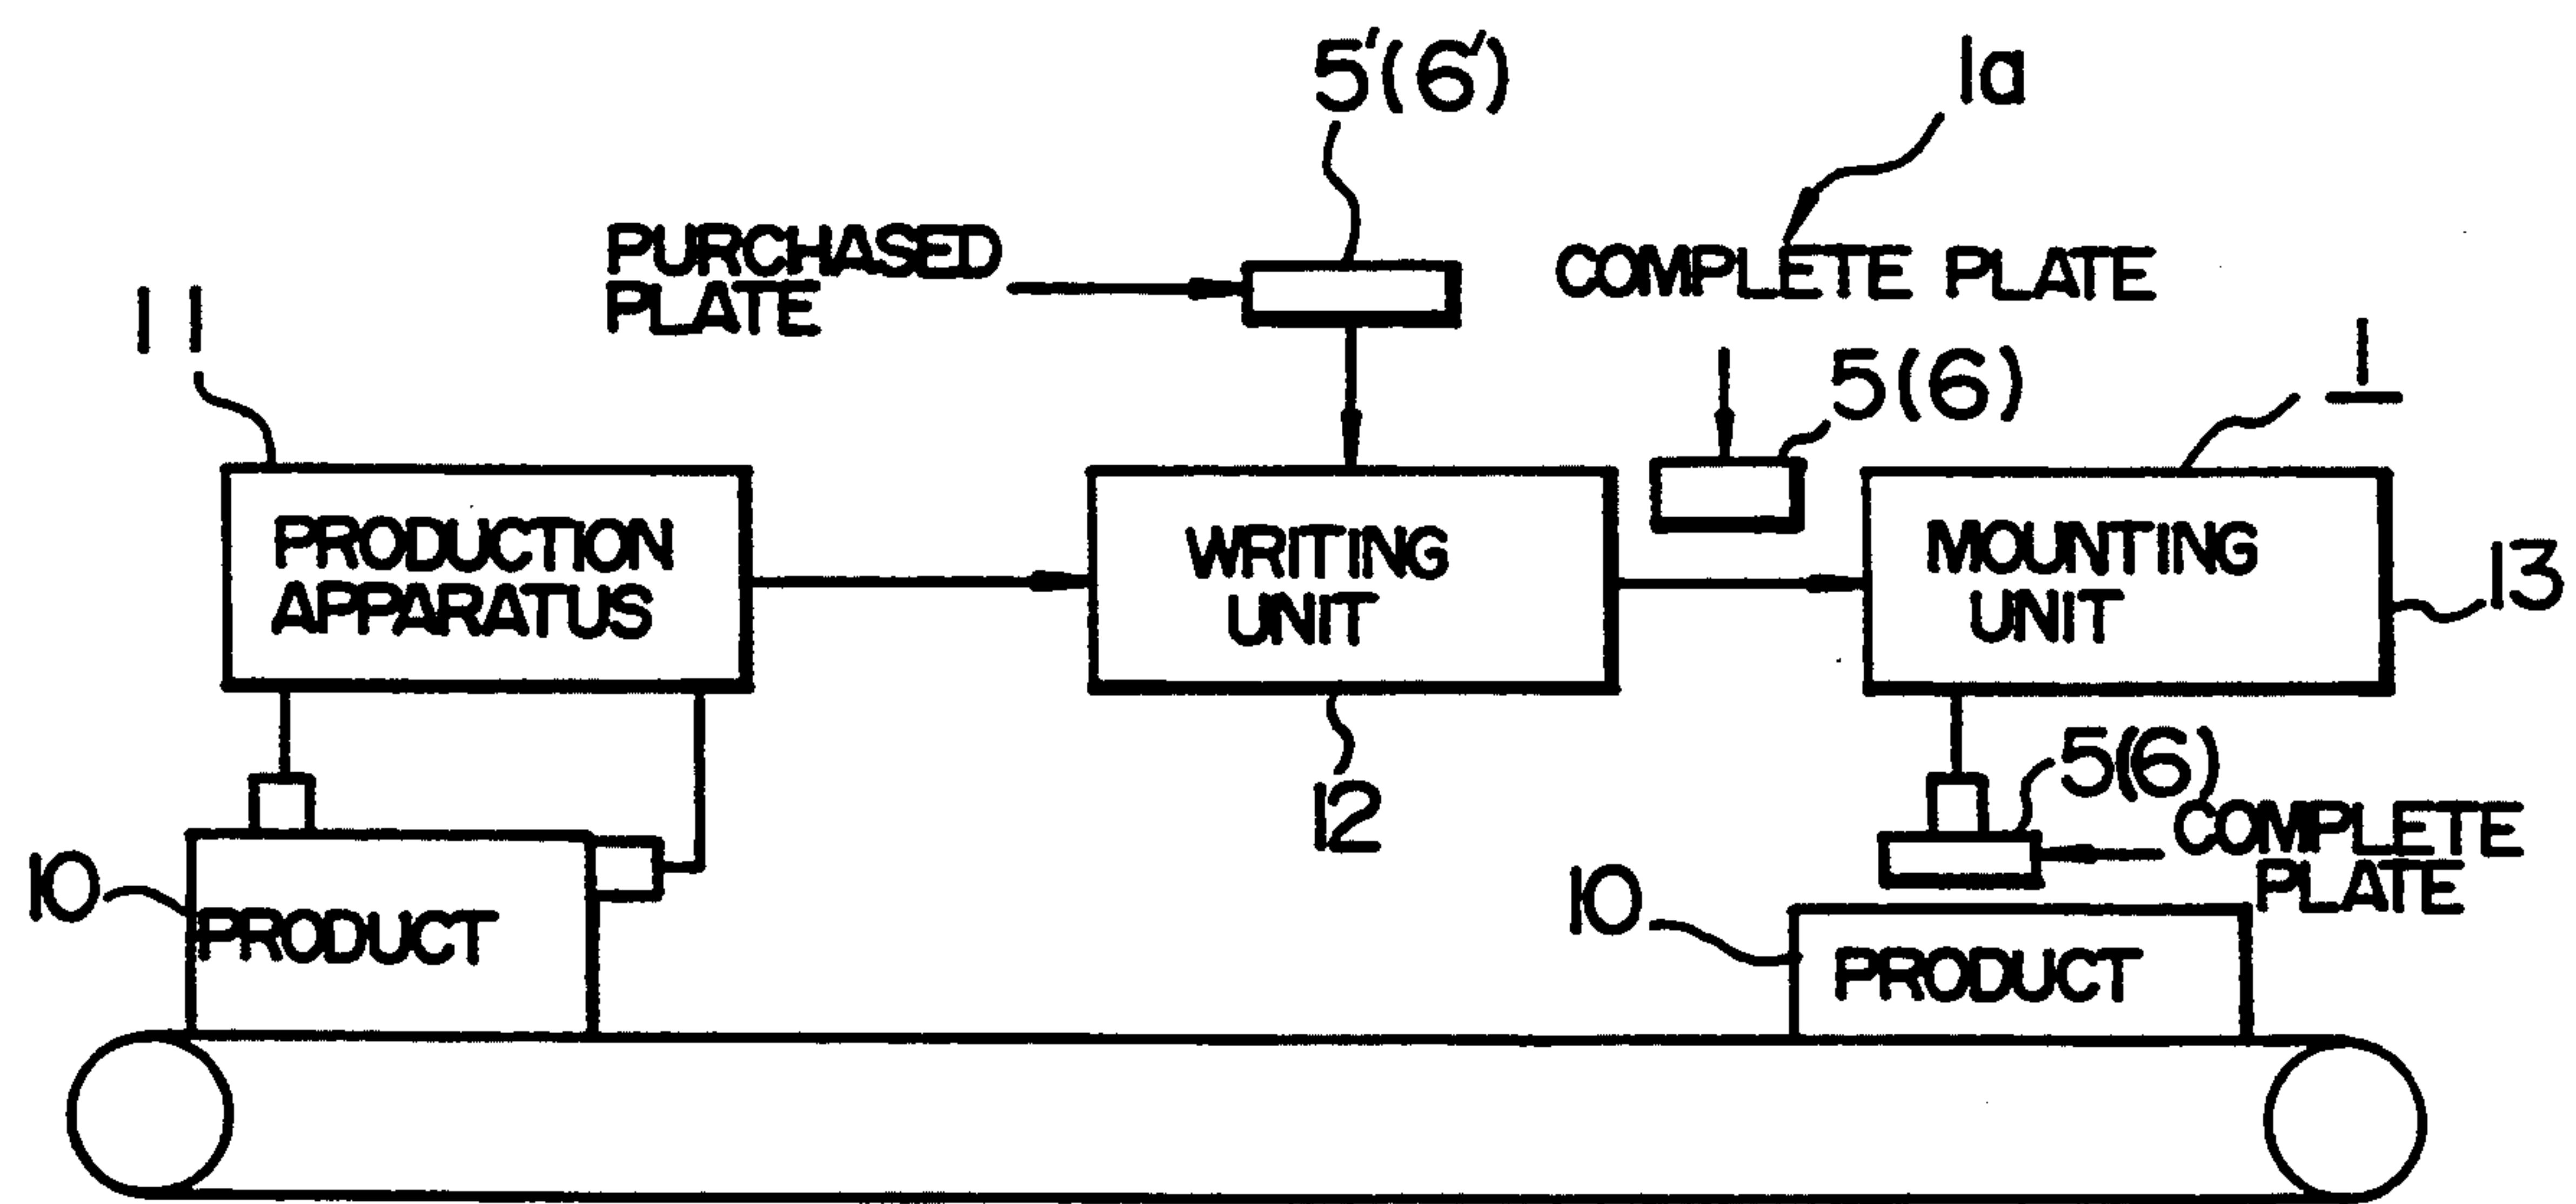 5'(6')
1a
PURCHASED
PLATE
COMPLETE PLATE
11
5(6)
1
PRODUCTION
APPARATUS
WRITING
UNIT
MOUNTING
UNIT
13
12
5(6)
COMPLETE
PLATE
10
PRODUCT
10
PRODUCT